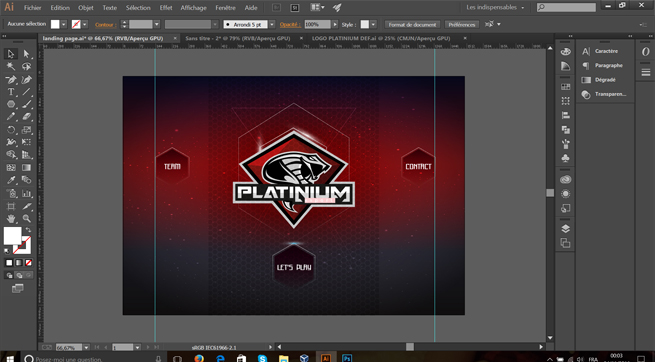 Ai
Fichier Edition Objet Texte Sélection Effet Affichage Fenêtre Aide
Les indispensables
Aucune sélection
Contour :
Arrondi 5 pt
Opacité :
100%
Style :
Format de document
Préférences
landing page.ai* @ 66,67% (RVB/Aperçu GPU)
Sans titre - 2* @ 79% (RVB/Aperçu GPU)
LOGO PLATINIUM DEF.ai @ 25% (CMJN/Aperçu GPU)
Caractère
Paragraphe
Dégradé
Transparen...
TEAM
CONTACT
PLATINIUM
LET'S PLAY
66,67%
1
sRGB IEC61966-2.1
Posez-moi une question
FRA
00:03